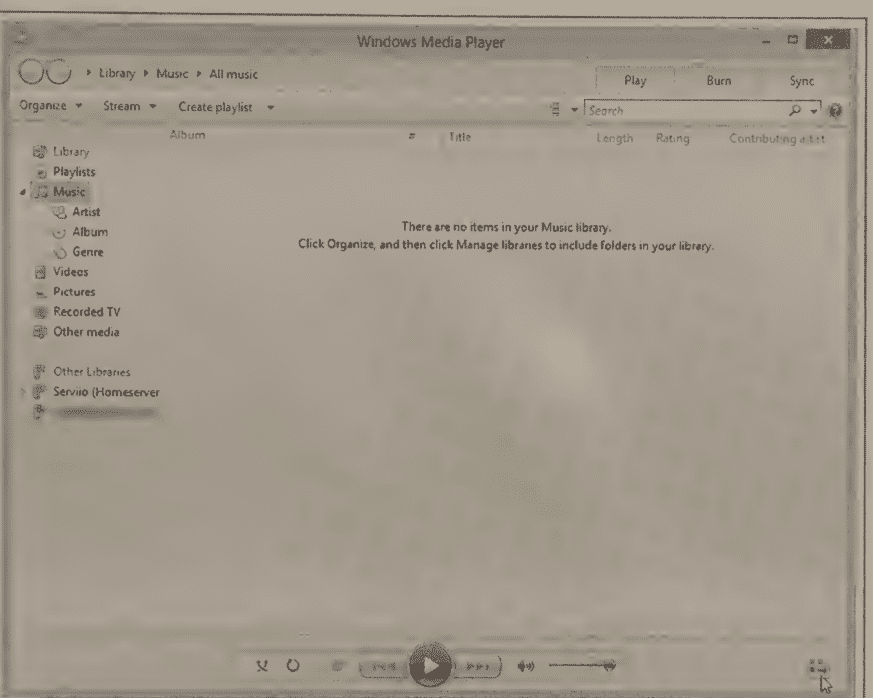 Windows Media Player
Library Music All music
Play Burn Sync
Organize Stream Create playlist
Search
Album # Title Length Rating Contributing artist
Library
Playlists
Music
Artist
Album
Genre
Videos
Pictures
Recorded TV
Other media
Other Libraries
Serviio (Homeserver
There are no items in your Music library.
Click Organize, and then click Manage libraries to include folders in your library.